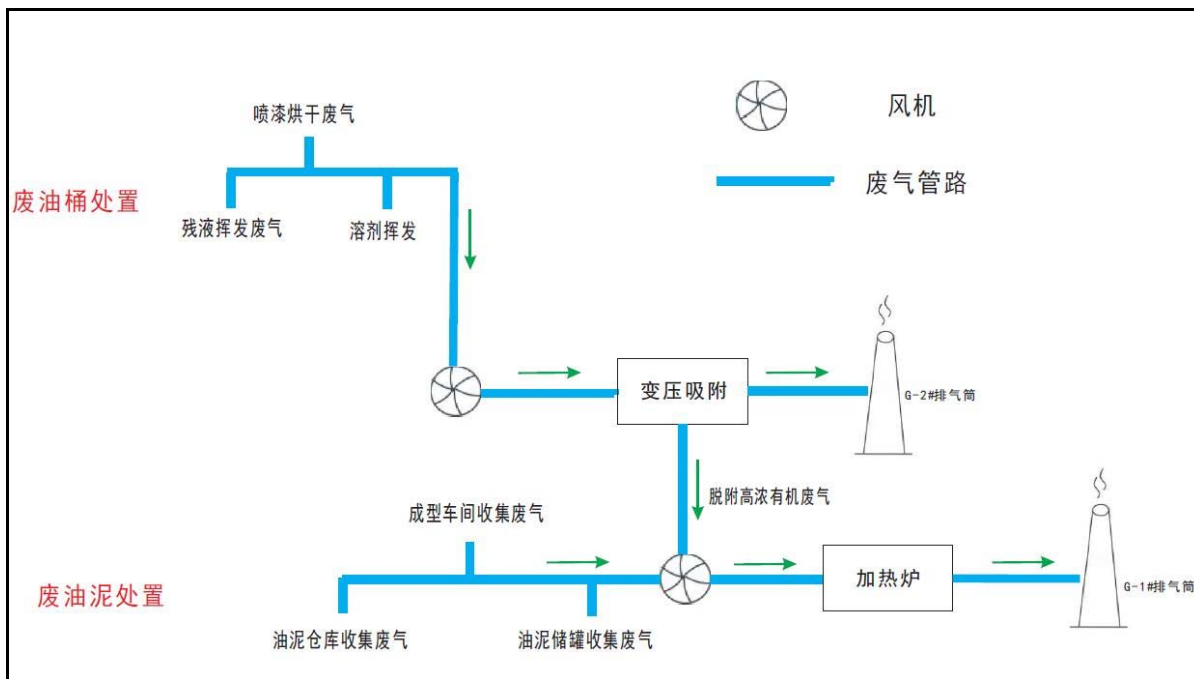 喷漆烘干废气
风机
废气管路
废油桶处置
残液挥发废气
溶剂挥发
变压吸附
G-2#排气筒
脱附高浓有机废气
成型车间收集废气
加热炉
G-1#排气筒
废油泥处置
油泥仓库收集废气
油泥储罐收集废气